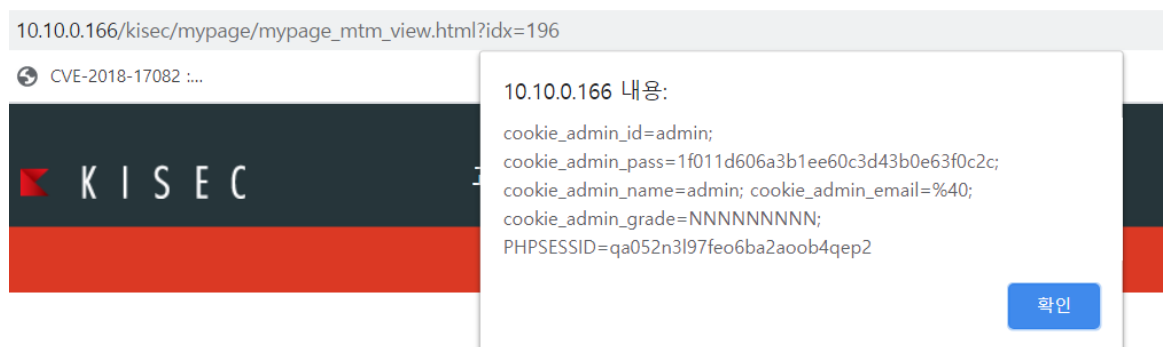 10.10.0.166/kisec/mypage/mypage_mtm_view.html?idx=196
CVE-2018-17082 :...
10.10.0.166 내용:
cookie_admin_id=admin;
cookie_admin_pass=1f011d606a3b1ee60c3d43b0e63f0c2c;
cookie_admin_name=admin; cookie_admin_email=%40;
cookie_admin_grade=NNNNNNNNN;
PHPSESSID=qa052n3l97feo6ba2aoob4qep2
KISEC
확인